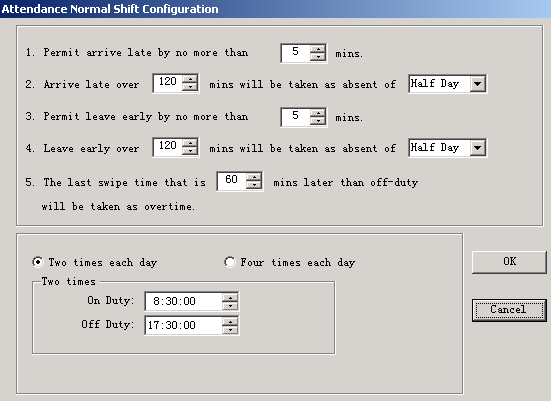 Attendance Normal Shift Configuration
1. Permit arrive late by no more than 5 mins.
2. Arrive late over 120 mins will be taken as absent of Half Day
3. Permit leave early by no more than 5 mins.
4. Leave early over 120 mins will be taken as absent of Half Day
5. The last swipe time that is 60 mins later than off-duty
will be taken as overtime.
Two times each day Four times each day
Two times
On Duty: 8:30:00
Off Duty: 17:30:00
OK
Cancel